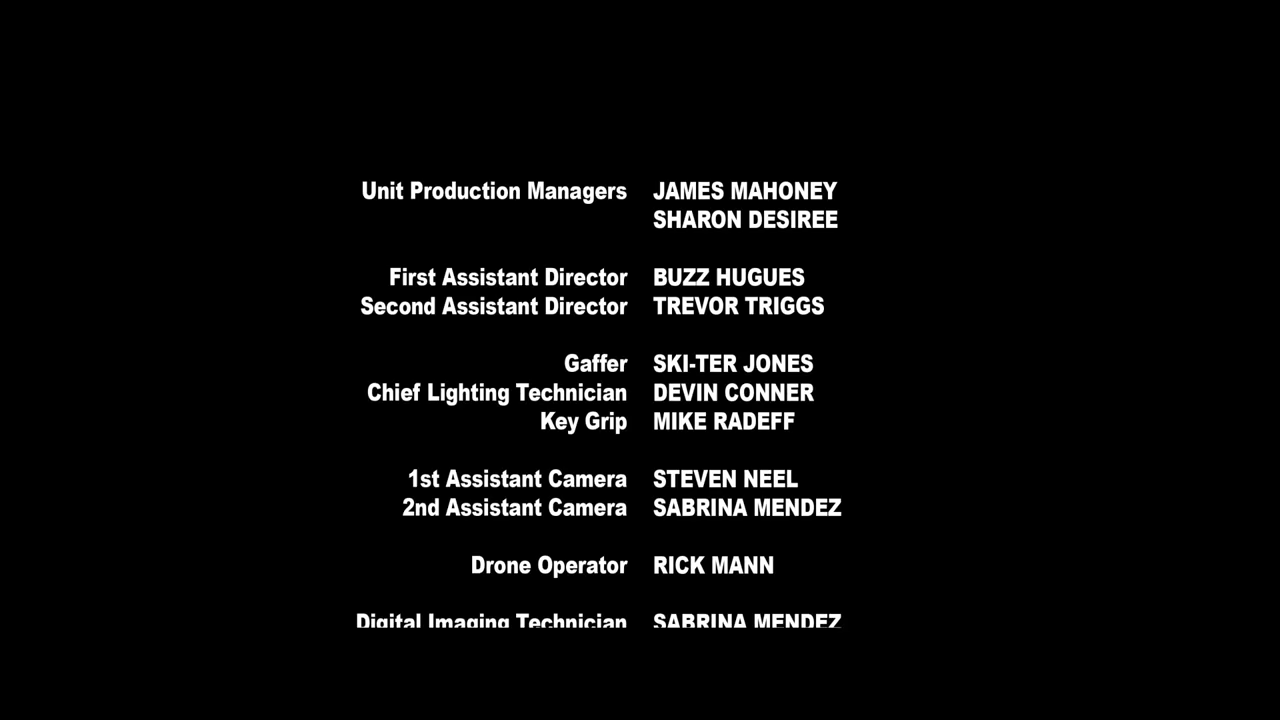 Unit Production Managers JAMES MAHONEY
SHARON DESIREE
First Assistant Director BUZZ HUGUES
Second Assistant Director TREVOR TRIGGS
Gaffer SKI-TER JONES
Chief Lighting Technician DEVIN CONNER
Key Grip MIKE RADEFF
1st Assistant Camera STEVEN NEEL
2nd Assistant Camera SABRINA MENDEZ
Drone Operator RICK MANN
Digital Imaging Technician SABRINA MENDEZ